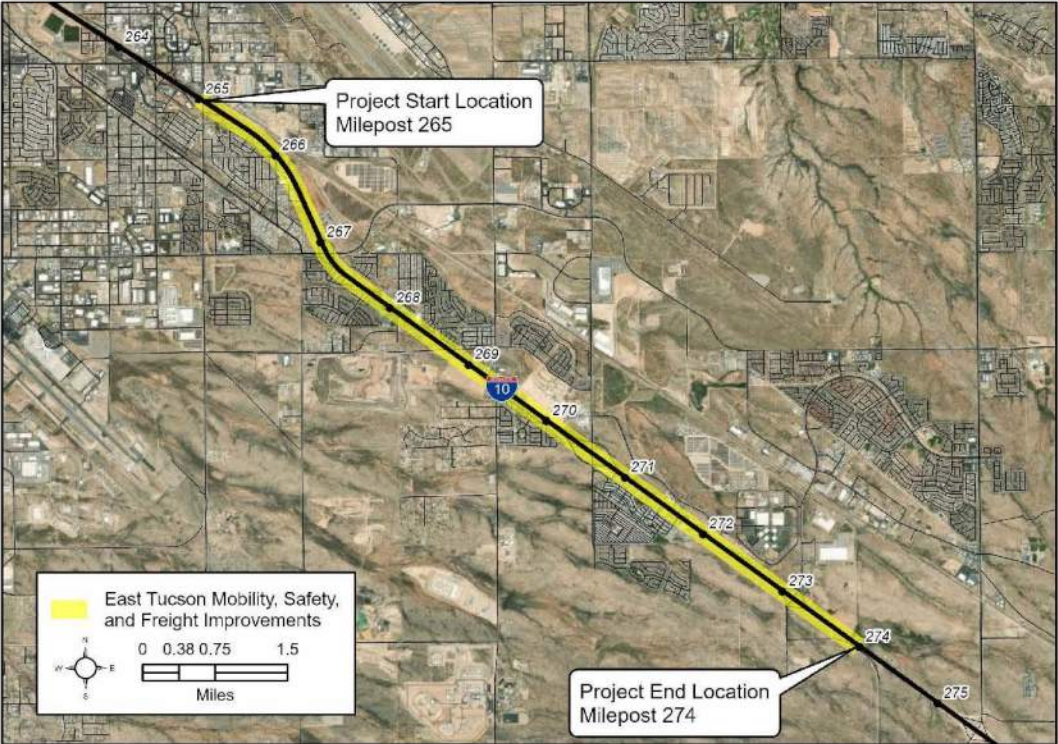 264
265
Project Start Location
Milepost 265
266
267
268
269
10
270
271
272
273
274
East Tucson Mobility, Safety,
and Freight Improvements
N
W E
S
0 0.38 0.75 1.5
Miles
Project End Location
Milepost 274
275